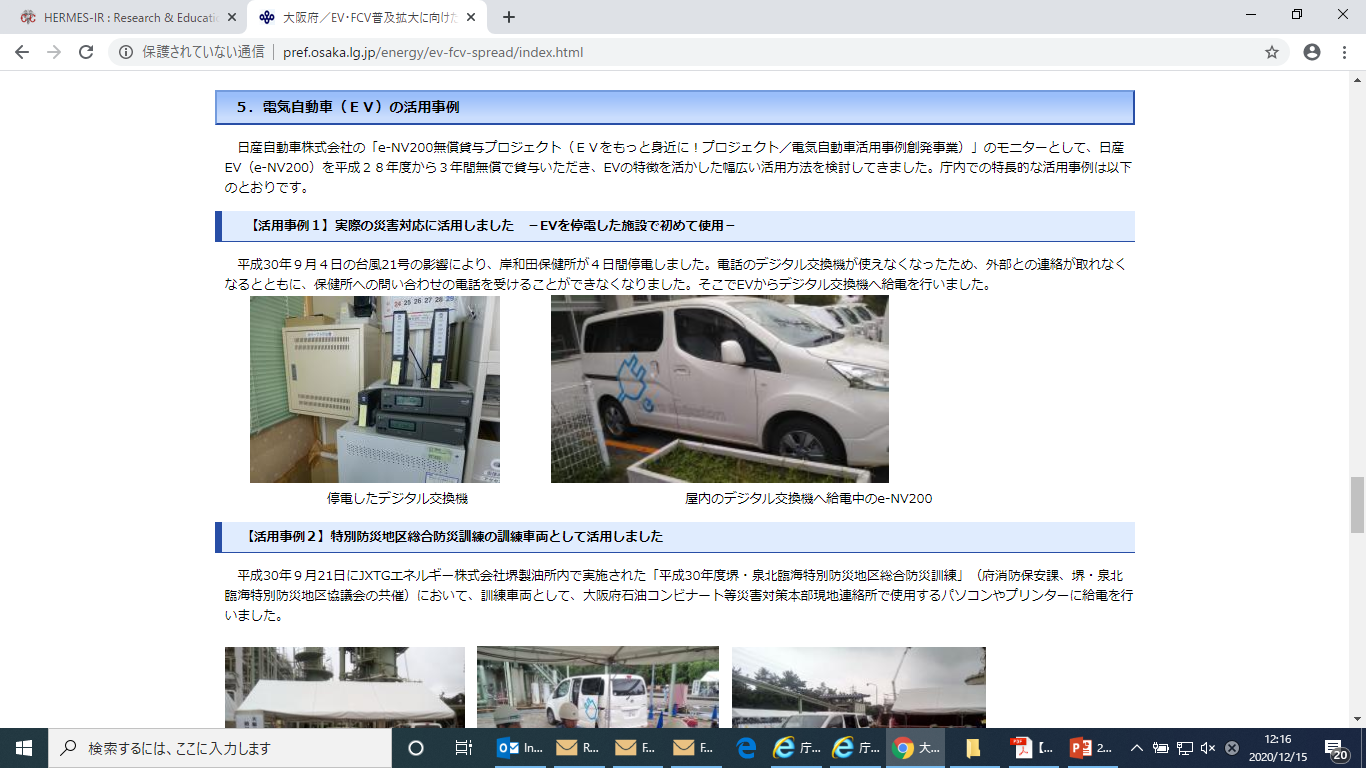 HERMES-IR : Research & Educati
大阪府／EV・FCV普及拡大に向けた
保護されていない通信
pref.osaka.lg.jp/energy/ev-fcv-spread/index.html
５．電気自動車（ＥＶ）の活用事例
日産自動車株式会社の「e-NV200無償貸与プロジェクト（ＥＶをもっと身近に！プロジェクト／電気自動車活用事例創発事業）」のモニターとして、日産
EV（e-NV200）を平成２８年度から３年間無償で貸与いただき、EVの特徴を活かした幅広い活用方法を検討してきました。庁内での特長的な活用事例は以下
のとおりです。
【活用事例１】実際の災害対応に活用しました　－EVを停電した施設で初めて使用－
平成30年９月４日の台風21号の影響により、岸和田保健所が４日間停電しました。電話のデジタル交換機が使えなくなったため、外部との連絡が取れなく
なるとともに、保健所への問い合わせの電話を受けることができなくなりました。そこでEVからデジタル交換機へ給電を行いました。
24 25 26 27 28 29
停電したデジタル交換機
屋内のデジタル交換機へ給電中のe-NV200
【活用事例２】特別防災地区総合防災訓練の訓練車両として活用しました
平成30年９月21日にJXTGエネルギー株式会社堺製油所内で実施された「平成30年度堺・泉北臨海特別防災地区総合防災訓練」（府消防保安課、堺・泉北
臨海特別防災地区協議会の共催）において、訓練車両として、大阪府石油コンビナート等災害対策本部現地連絡所で使用するパソコンやプリンターに給電を行
いました。
検索するには、ここに入力します
In...
R...
F...
F...
庁...
庁...
大...
[...
2...
12:16
2020/12/15
20